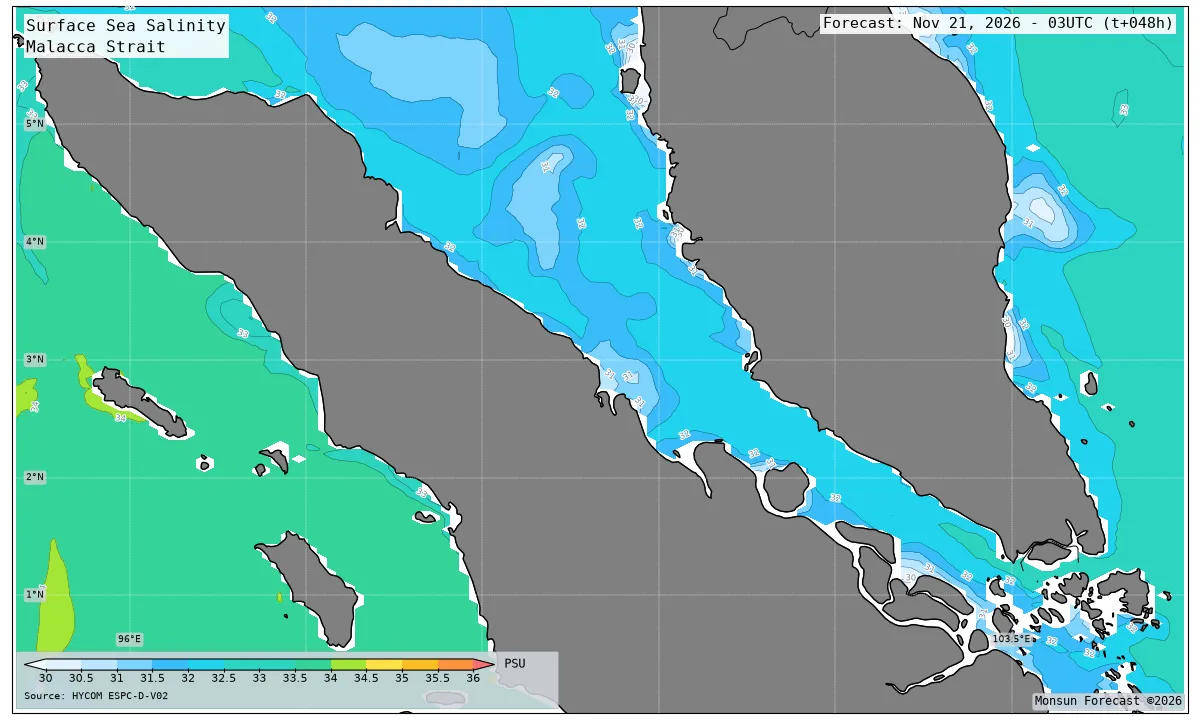 Surface Sea Salinity
Malacca Strait
Forecast: Nov 21, 2026 - 03UTC (t+048h)
5°N
4°N
3°N
2°N
1°N
96°E
103.5°E
PSU
30 30.5 31 31.5 32 32.5 33 33.5 34 34.5 35 35.5 36
Source: HYCOM ESPC-D-V02
Monsun Forecast ©2026